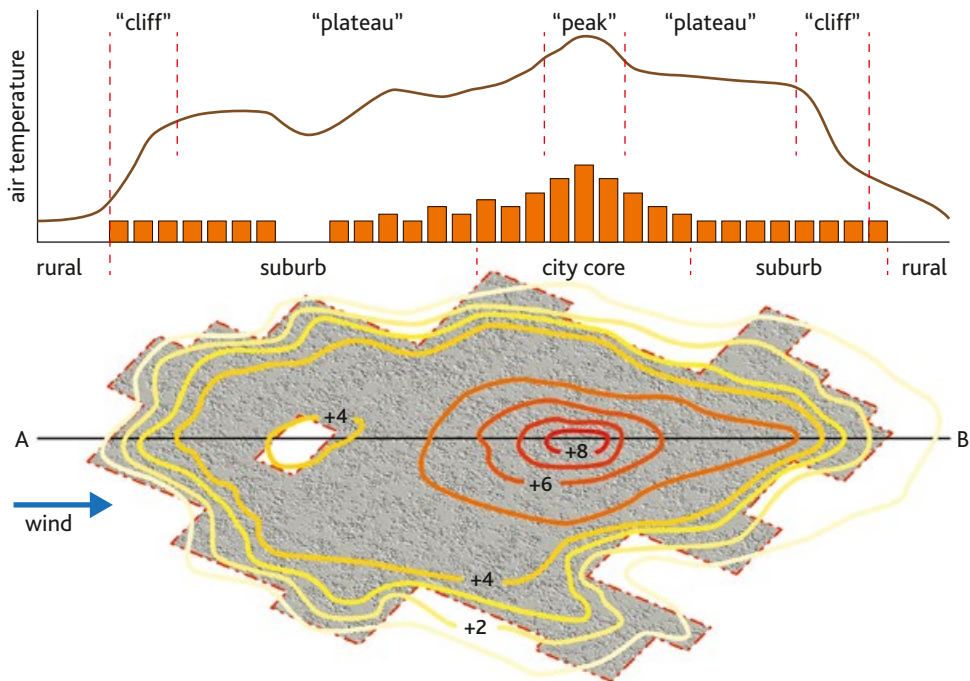 “cliff” “plateau” “peak” “plateau” “cliff”
air temperature
rural suburb city core suburb rural
+4
A B
+8
+6
wind
+4
+2